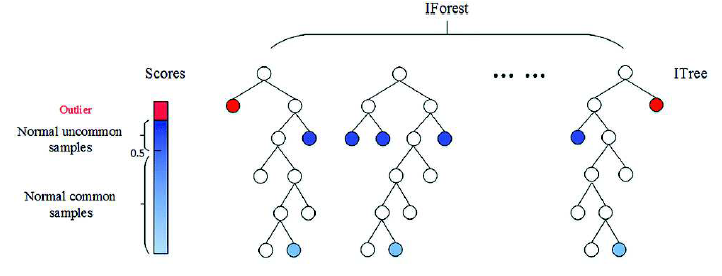 IForest
Scores
... ...
ITree
Outlier
Normal uncommon
samples
0.5
Normal common
samples